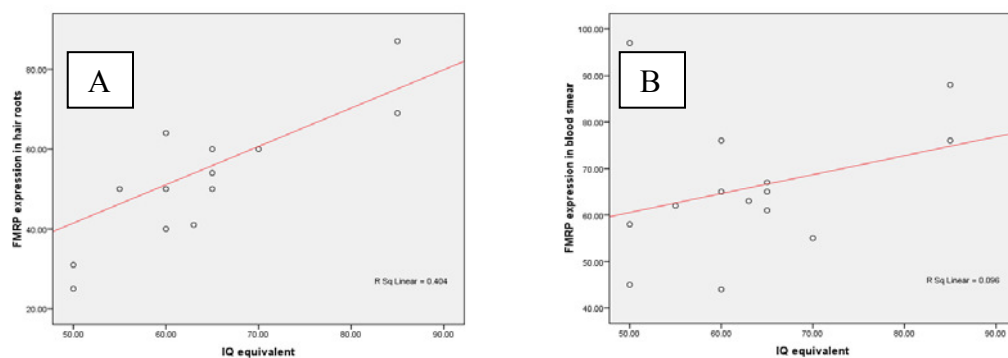 A
FMRP expression in hair roots
80.00
60.00
40.00
20.00
50.00 60.00 70.00 80.00 90.00
IQ equivalent
R Sq Linear = 0.404
B
FMRP expression in blood smear
100.00
90.00
80.00
70.00
60.00
50.00
40.00
50.00 60.00 70.00 80.00 90.00
IQ equivalent
R Sq Linear = 0.096